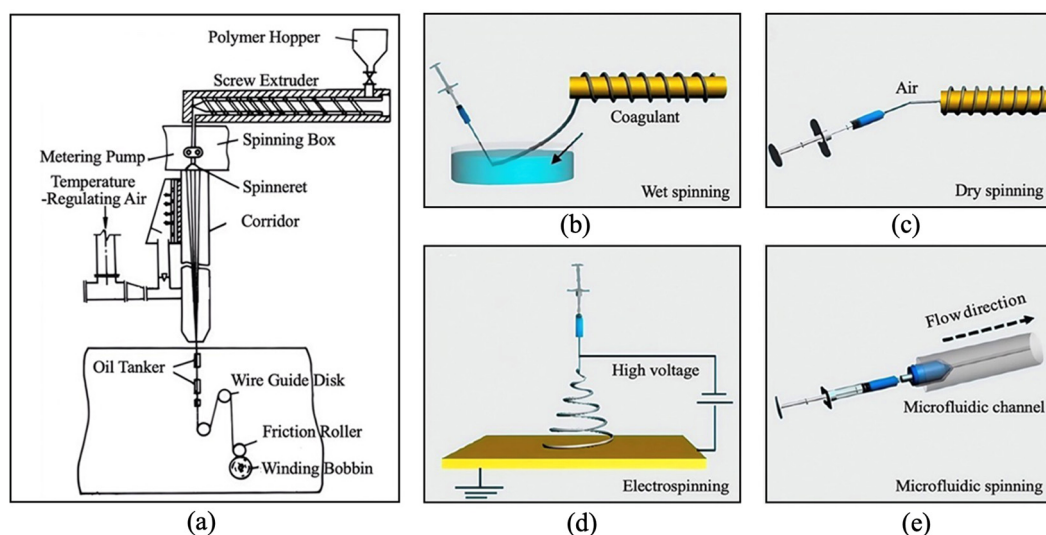 Polymer Hopper
Screw Extruder
Spinning Box
Metering Pump
Temperature
-Regulating Air
Spinneret
Corridor
Oil Tanker
Wire Guide Disk
Friction Roller
Winding Bobbin
(a)
Coagulant
Wet spinning
(b)
Air
Dry spinning
(c)
High voltage
Electrospinning
(d)
Flow direction
Microfluidic channel
Microfluidic spinning
(e)